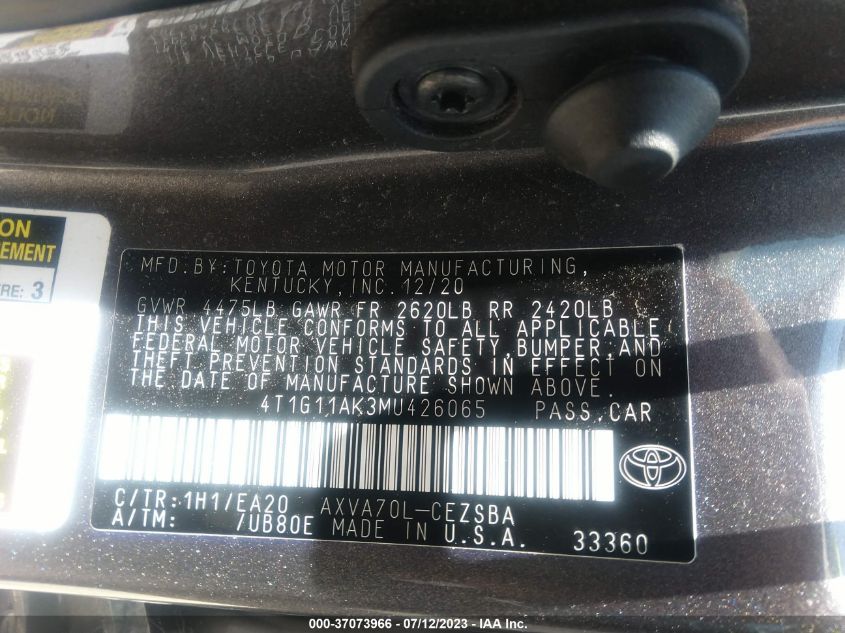 ION
EMENT
TRE: 3
MFD.BY:TOYOTA MOTOR MANUFACTURING,
KENTUCKY,INC.12/20
GVWR 4475LB GAWR FR 2620LB RR 2420LB
THIS VEHICLE CONFORMS TO ALL APPLICABLE
FEDERAL MOTOR VEHICLE SAFETY,BUMPER,AND
THEFT PREVENTION STANDARDS IN EFFECT ON
THE DATE OF MANUFACTURE SHOWN ABOVE.
4T1G11AK3MU426065 PASS.CAR
C/TR:1H1/EA20 AXVA70L-CEZSBA
A/TM: /UB80E MADE IN U.S.A. 33360
000-37073966 - 07/12/2023 - IAA Inc.